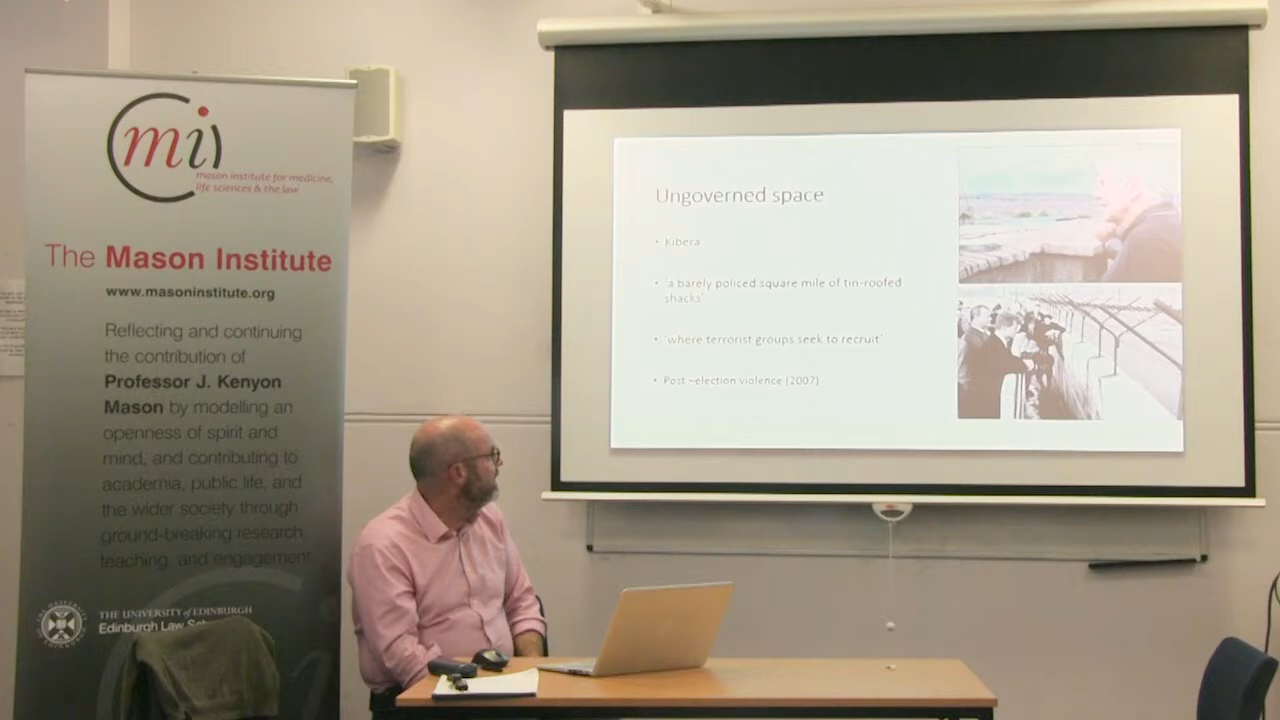 mi
mason institute for medicine,
life sciences & the law
The Mason Institute
www.masoninstitute.org
Reflecting and continuing
the contribution of
Professor J. Kenyon
Mason by modelling an
openness of spirit and
mind, and contributing to
academia, public life, and
the wider society through
ground-breaking research
teaching, and engagement
THE UNIVERSITY of EDINBURGH
Edinburgh Law
Ungoverned space
• Kibera
• 'a barely policed square mile of tin-roofed
shacks'
• 'where terrorist groups seek to recruit'
• Post –election violence (2007)